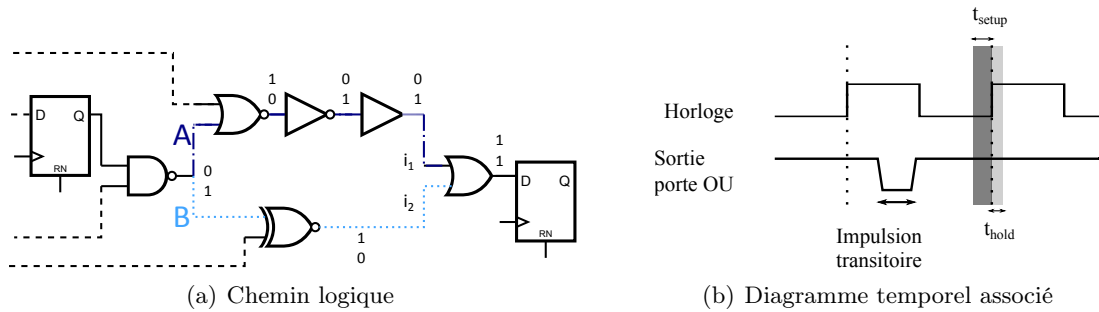 D Q
RN
A
B
0
1
1
0
0
1
0
1
i1
i2
1
0
1
1
D Q
RN
(a) Chemin logique
tsetup
Horloge
Sortie
porte OU
Impulsion
transitoire
thold
(b) Diagramme temporel associé